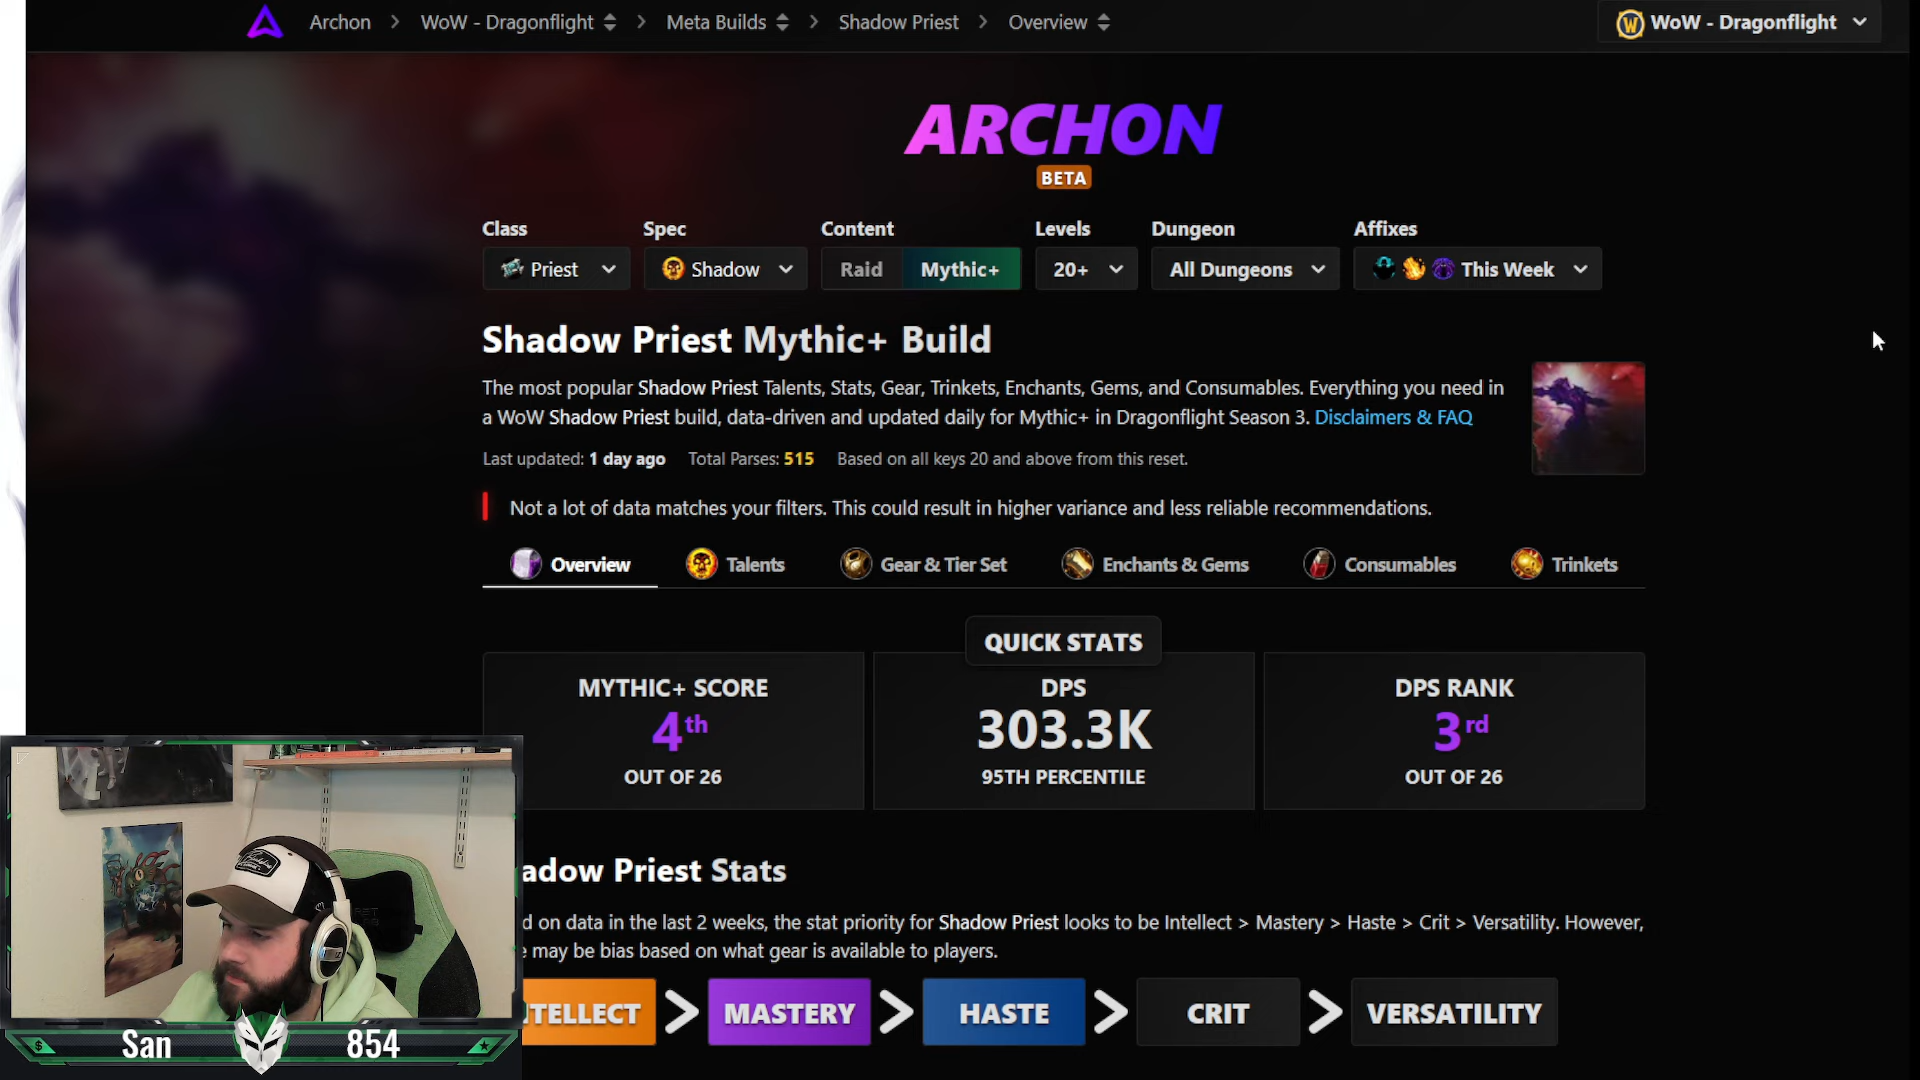 Archon > WoW - Dragonflight > Meta Builds > Shadow Priest > Overview
WoW - Dragonflight
ARCHON
BETA
Class Spec Content Levels Dungeon Affixes
Priest Shadow Raid Mythic+ 20+ All Dungeons This Week
Shadow Priest Mythic+ Build
The most popular Shadow Priest Talents, Stats, Gear, Trinkets, Enchants, Gems, and Consumables. Everything you need in
a WoW Shadow Priest build, data-driven and updated daily for Mythic+ in Dragonflight Season 3. Disclaimers & FAQ
Last updated: 1 day ago Total Parses: 515 Based on all keys 20 and above from this reset.
Not a lot of data matches your filters. This could result in higher variance and less reliable recommendations.
Overview Talents Gear & Tier Set Enchants & Gems Consumables Trinkets
QUICK STATS
MYTHIC+ SCORE
4th
OUT OF 26
DPS
303.3K
95TH PERCENTILE
DPS RANK
3rd
OUT OF 26
adow Priest Stats
d on data in the last 2 weeks, the stat priority for Shadow Priest looks to be Intellect > Mastery > Haste > Crit > Versatility. However,
e may be bias based on what gear is available to players.
NTELLECT > MASTERY > HASTE > CRIT > VERSATILITY
San 854